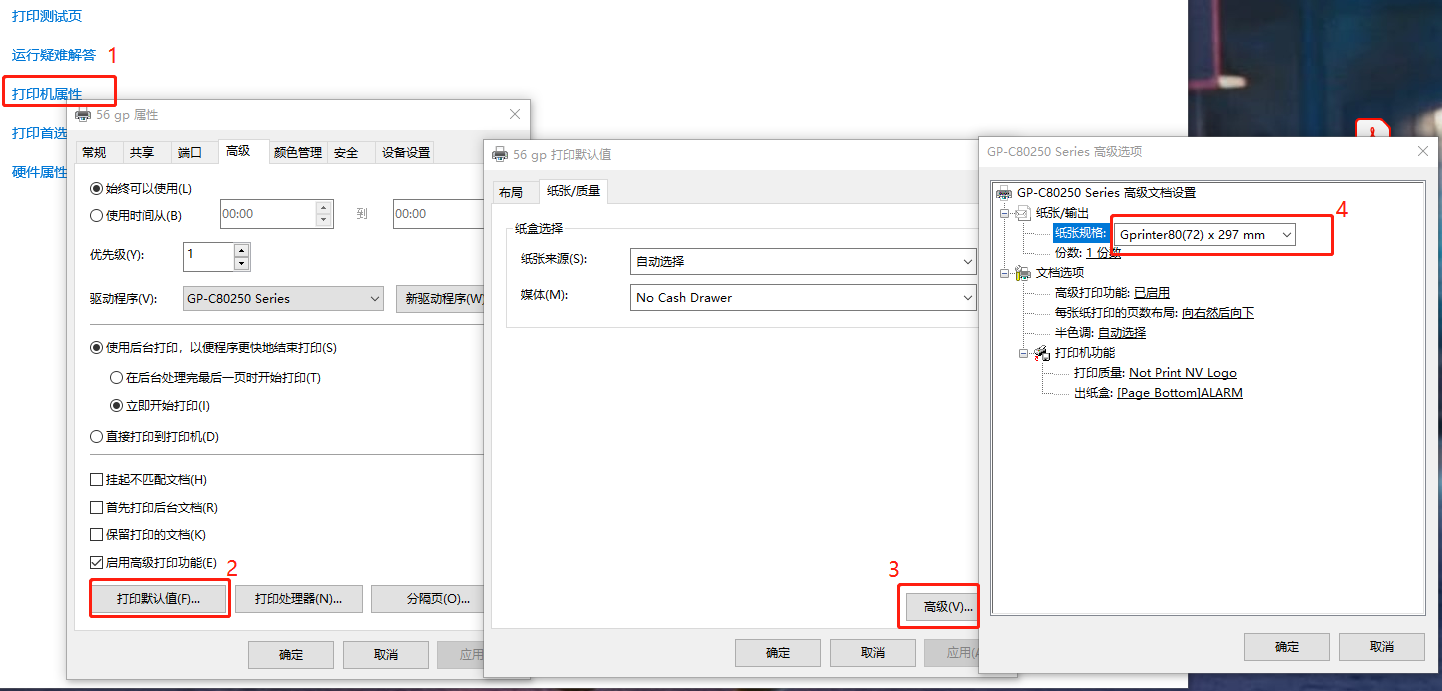 打印测试页
运行疑难解答
1
打印机属性
打印首选
硬件属性
56 gp 属性
常规 共享 端口 高级 颜色管理 安全 设备设置
始终可以使用(L)
使用时间从(B) 00:00 到 00:00
优先级(Y): 1
驱动程序(V): GP-C80250 Series 新驱动程序(W
使用后台打印，以便程序更快地结束打印(S)
在后台处理完最后一页时开始打印(T)
立即开始打印(I)
直接打印到打印机(D)
挂起不匹配文档(H)
首先打印后台文档(R)
保留打印的文档(K)
启用高级打印功能(E)
2
打印默认值(F)... 打印处理器(N)... 分隔页(O)...
确定 取消 应用
56 gp 打印默认值
布局 纸张/质量
纸盒选择
纸张来源(S): 自动选择
媒体(M): No Cash Drawer
3
高级(V)...
确定 取消 应用(A
GP-C80250 Series 高级选项
GP-C80250 Series 高级文档设置
纸张/输出
4
纸张规格: Gprinter80(72) x 297 mm
份数: 1 份数
文档选项
高级打印功能: 已启用
每张纸打印的页数布局: 向右然后向下
半色调: 自动选择
打印机功能
打印质量: Not Print NV Logo
出纸盒: [Page Bottom]ALARM
确定 取消